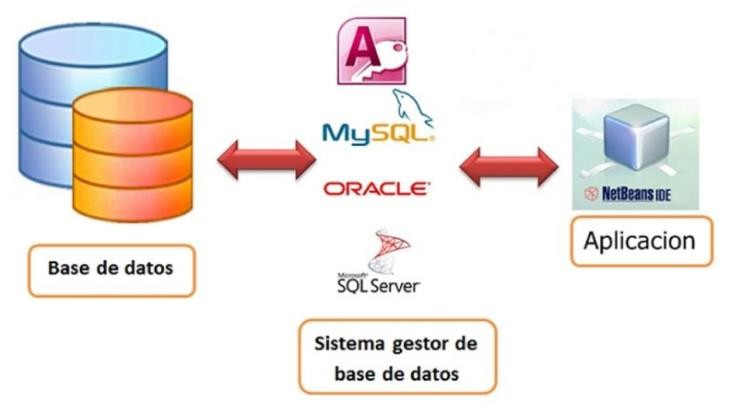 A
MySQL®
ORACLE®
NetBeans IDE
Aplicacion
Base de datos
Microsoft®
SQL Server
Sistema gestor de
base de datos